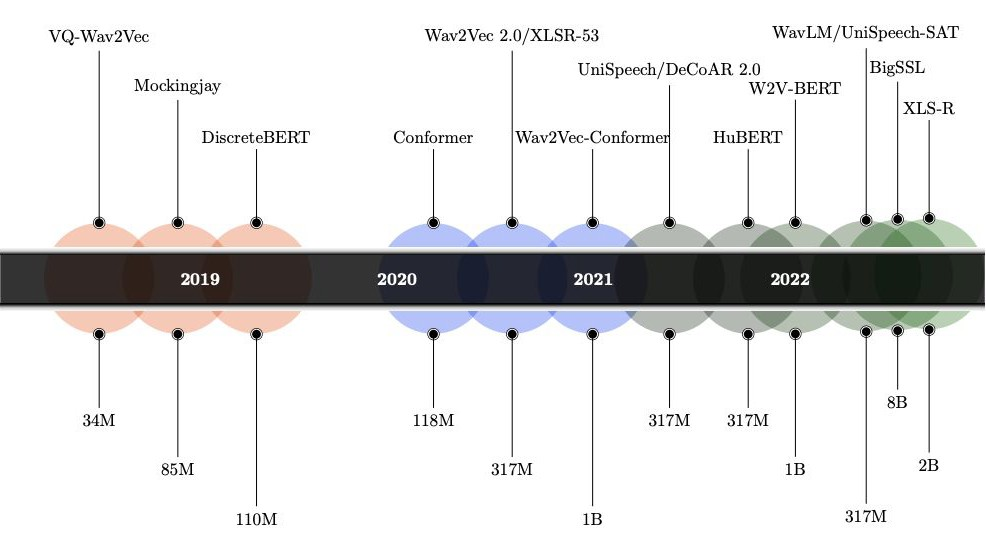 VQ-Wav2Vec
Wav2Vec 2.0/XLSR-53
WavLM/UniSpeech-SAT
UniSpeech/DeCoAR 2.0
BigSSL
Mockingjay
W2V-BERT
XLS-R
DiscreteBERT
Conformer
Wav2Vec-Conformer
HuBERT
2019
2020
2021
2022
34M
118M
317M
317M
8B
85M
317M
1B
2B
110M
1B
317M